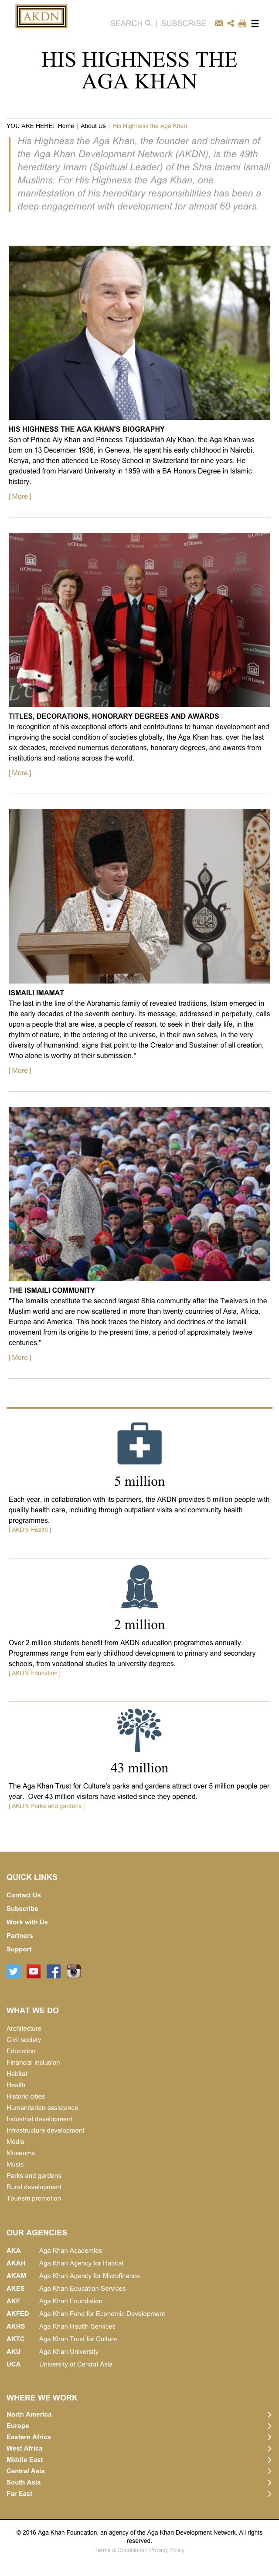 AKDN
SEARCH | SUBSCRIBE
HIS HIGHNESS THE
AGA KHAN
YOU ARE HERE: Home | About Us | His Highness the Aga Khan
His Highness the Aga Khan, the founder and chairman of
the Aga Khan Development Network (AKDN), is the 49th
hereditary Imam (Spiritual Leader) of the Shia Imami Ismaili
Muslims. For His Highness the Aga Khan, one
manifestation of his hereditary responsibilities has been a
deep engagement with development for almost 60 years.
HIS HIGHNESS THE AGA KHAN'S BIOGRAPHY
Son of Prince Aly Khan and Princess Tajuddawlah Aly Khan, the Aga Khan was
born on 13 December 1936, in Geneva. He spent his early childhood in Nairobi,
Kenya, and then attended Le Rosey School in Switzerland for nine years. He
graduated from Harvard University in 1959 with a BA Honors Degree in Islamic
history.
[ More ]
uOttawa
TITLES, DECORATIONS, HONORARY DEGREES AND AWARDS
In recognition of his exceptional efforts and contributions to human development and
improving the social condition of societies globally, the Aga Khan has, over the last
six decades, received numerous decorations, honorary degrees, and awards from
institutions and nations across the world.
[ More ]
ISMAILI IMAMAT
The last in the line of the Abrahamic family of revealed traditions, Islam emerged in
the early decades of the seventh century. Its message, addressed in perpetuity, calls
upon a people that are wise, a people of reason, to seek in their daily life, in the
rhythm of nature, in the ordering of the universe, in their own selves, in the very
diversity of humankind, signs that point to the Creator and Sustainer of all creation,
Who alone is worthy of their submission."
[ More ]
THE ISMAILI COMMUNITY
"The Ismailis constitute the second largest Shia community after the Twelvers in the
Muslim world and are now scattered in more than twenty countries of Asia, Africa,
Europe and America. This book traces the history and doctrines of the Ismaili
movement from its origins to the present time, a period of approximately twelve
centuries."
[ More ]
5 million
Each year, in collaboration with its partners, the AKDN provides 5 million people with
quality health care, including through outpatient visits and community health
programmes.
[ AKDN Health ]
2 million
Over 2 million students benefit from AKDN education programmes annually.
Programmes range from early childhood development to primary and secondary
schools, from vocational studies to university degrees.
[ AKDN Education ]
43 million
The Aga Khan Trust for Culture's parks and gardens attract over 5 million people per
year. Over 43 million visitors have visited since they opened.
[ AKDN Parks and gardens ]
QUICK LINKS
Contact Us
Subscribe
Work with Us
Partners
Support
WHAT WE DO
Architecture
Civil society
Education
Financial inclusion
Habitat
Health
Historic cities
Humanitarian assistance
Industrial development
Infrastructure development
Media
Museums
Music
Parks and gardens
Rural development
Tourism promotion
OUR AGENCIES
AKA Aga Khan Academies
AKAH Aga Khan Agency for Habitat
AKAM Aga Khan Agency for Microfinance
AKES Aga Khan Education Services
AKFED Aga Khan Fund for Economic Development
AKHS Aga Khan Health Services
AKF Aga Khan Foundation
AKTC Aga Khan Trust for Culture
AKU Aga Khan University
UCA University of Central Asia
WHERE WE WORK
North America
Europe
Eastern Africa
West Africa
Middle East
Central Asia
South Asia
Far East
© 2016 Aga Khan Foundation, an agency of the Aga Khan Development Network. All rights
reserved.
Terms & Conditions • Privacy Policy